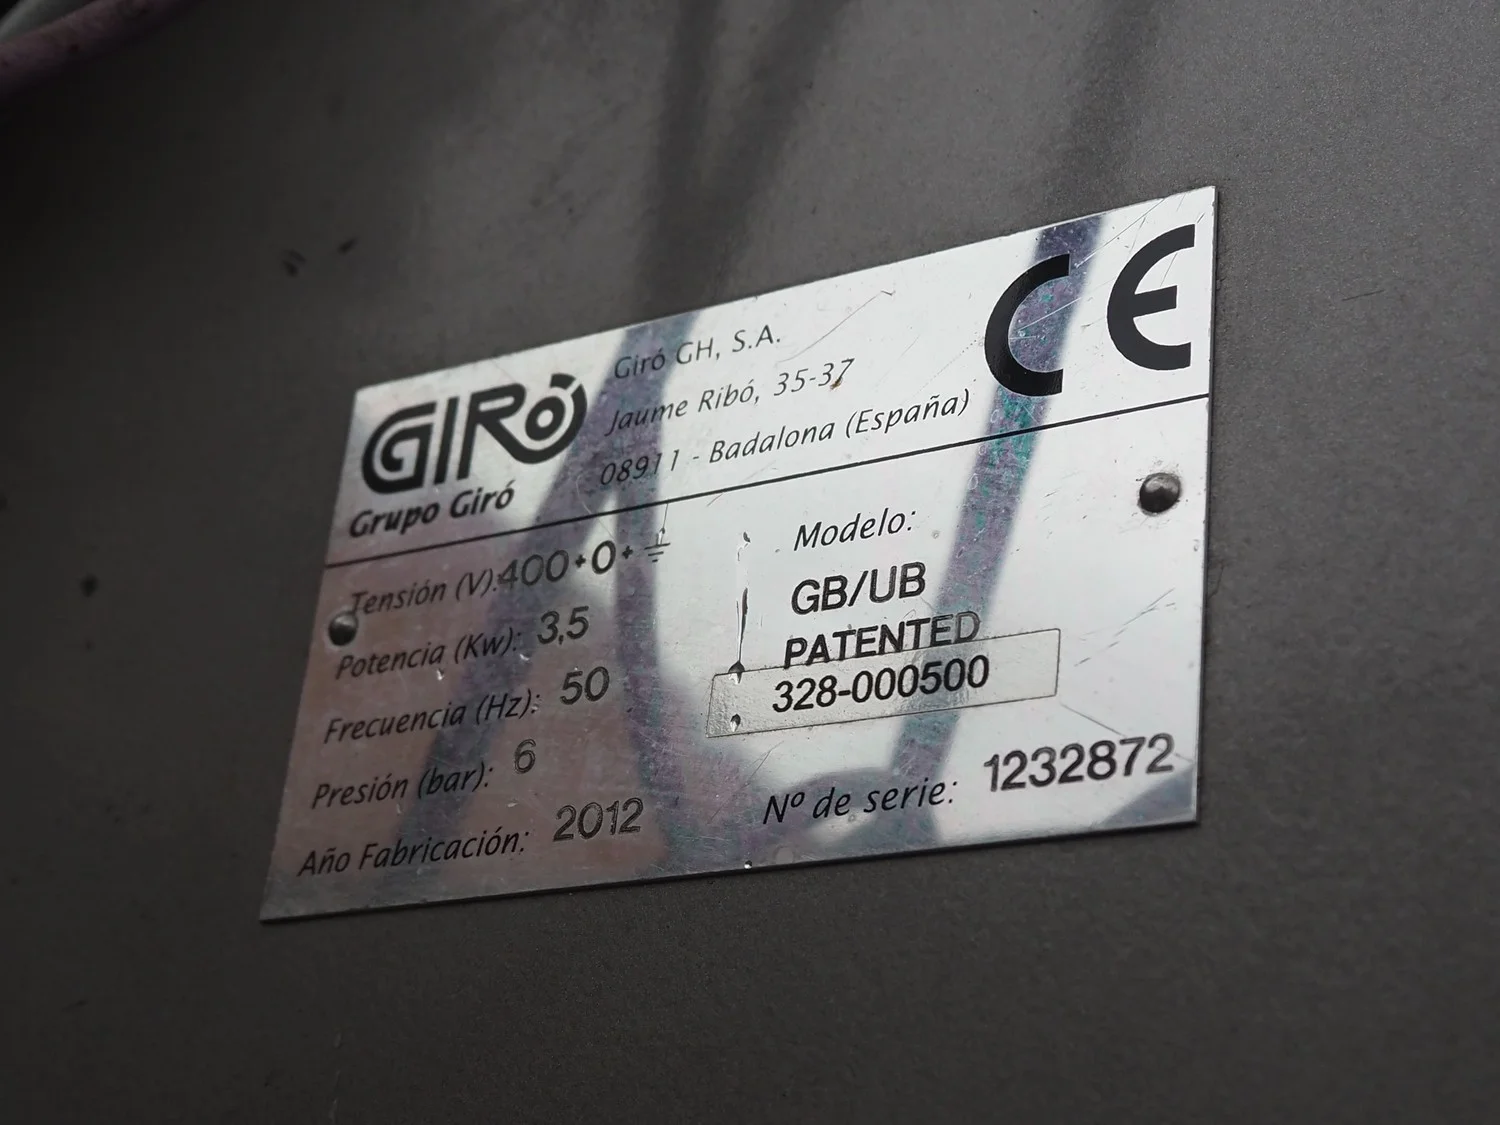 GIRÓ
Grupo Giró
Giró GH, S.A.
Jaume Ribó, 35-37
08911 - Badalona (España)
CE
Tensión (V): 400+0+⏚
Potencia (Kw): 3,5
Frecuencia (Hz): 50
Presión (bar): 6
Año Fabricación: 2012
Modelo:
GB/UB
PATENTED
328-000500
Nº de serie: 1232872